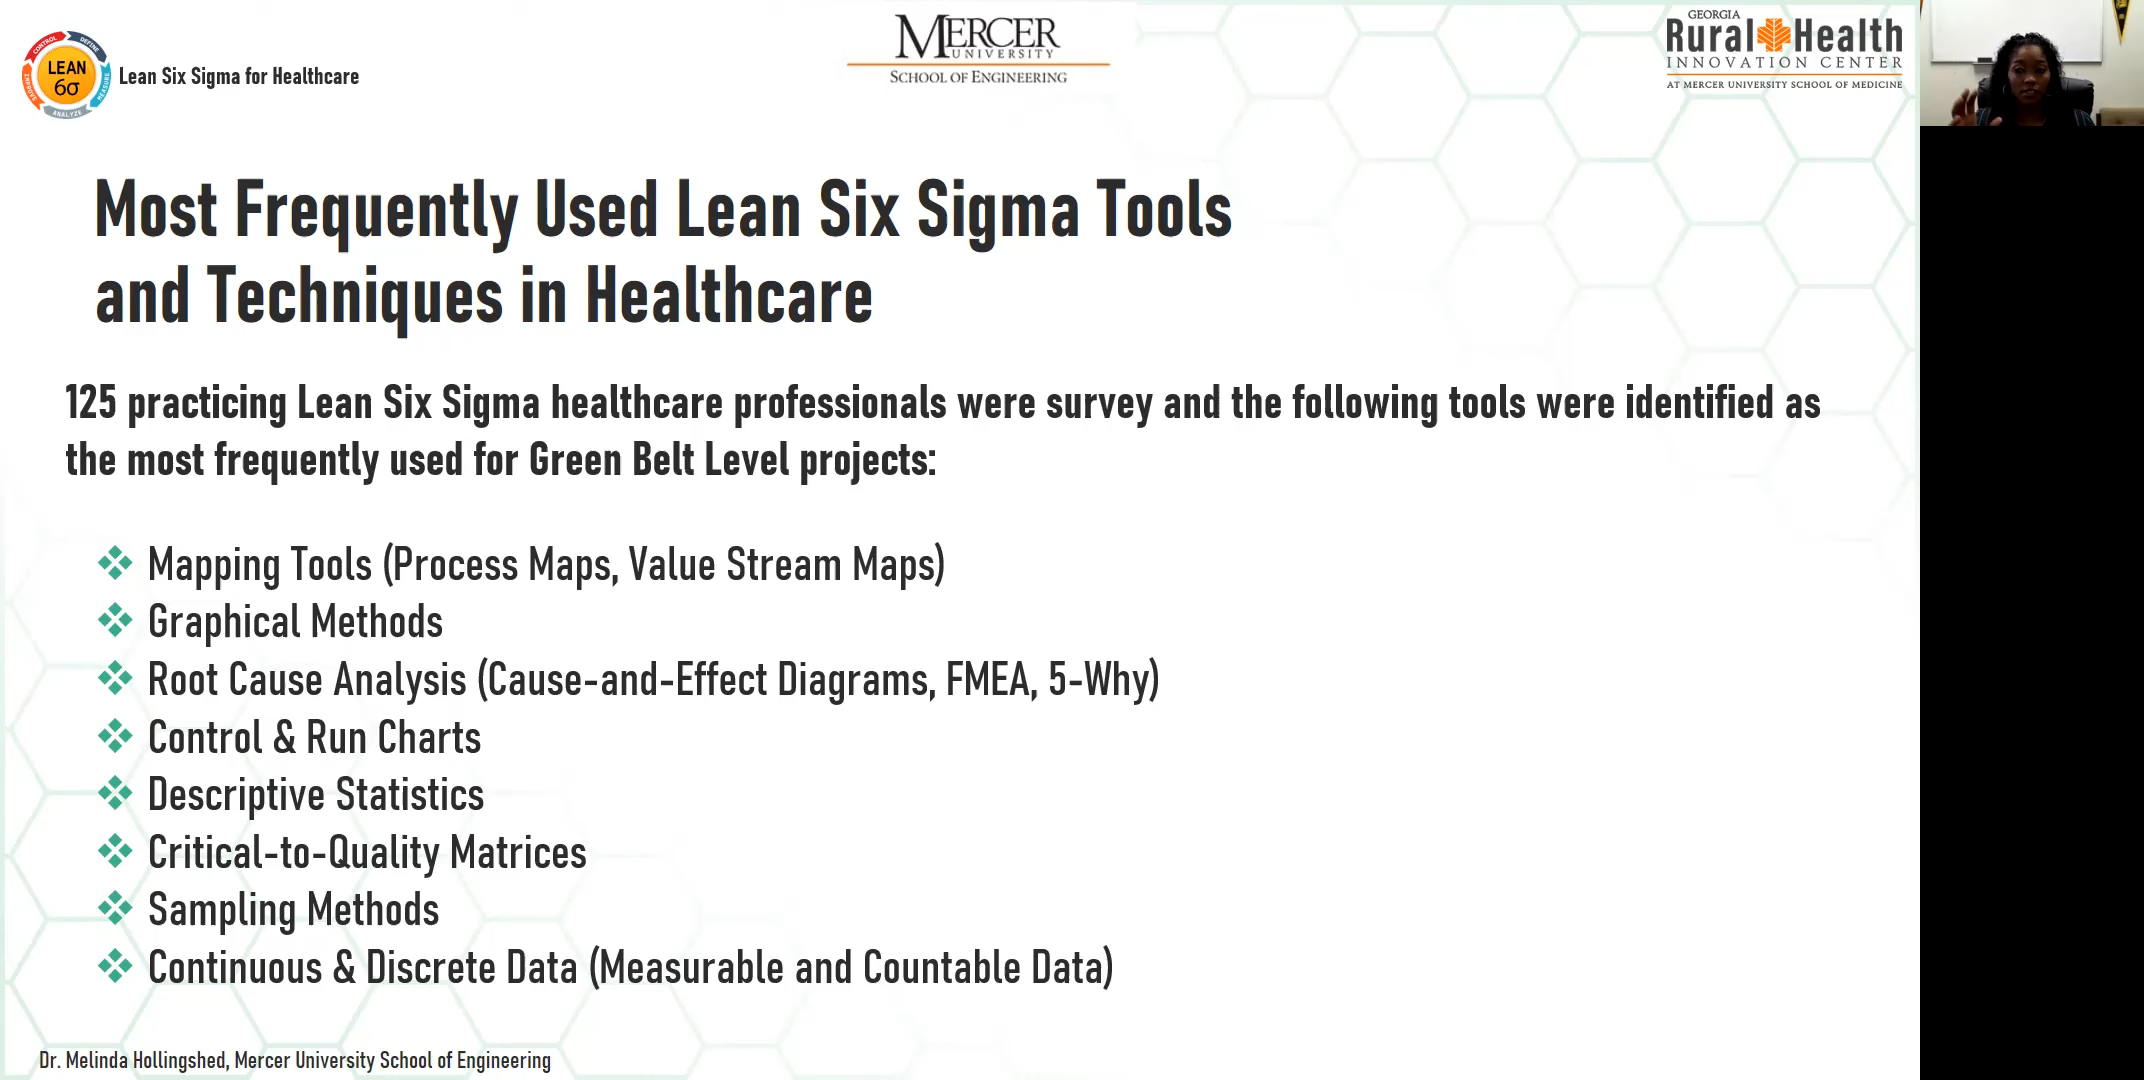 CONTROL
DEFINE
MEASURE
ANALYZE
IMPROVE
LEAN
6σ
Lean Six Sigma for Healthcare
MERCER
UNIVERSITY
SCHOOL OF ENGINEERING
GEORGIA
Rural Health
INNOVATION CENTER
AT MERCER UNIVERSITY SCHOOL OF MEDICINE
Most Frequently Used Lean Six Sigma Tools
and Techniques in Healthcare
125 practicing Lean Six Sigma healthcare professionals were survey and the following tools were identified as
the most frequently used for Green Belt Level projects:
Mapping Tools (Process Maps, Value Stream Maps)
Graphical Methods
Root Cause Analysis (Cause-and-Effect Diagrams, FMEA, 5-Why)
Control & Run Charts
Descriptive Statistics
Critical-to-Quality Matrices
Sampling Methods
Continuous & Discrete Data (Measurable and Countable Data)
Dr. Melinda Hollingshed, Mercer University School of Engineering